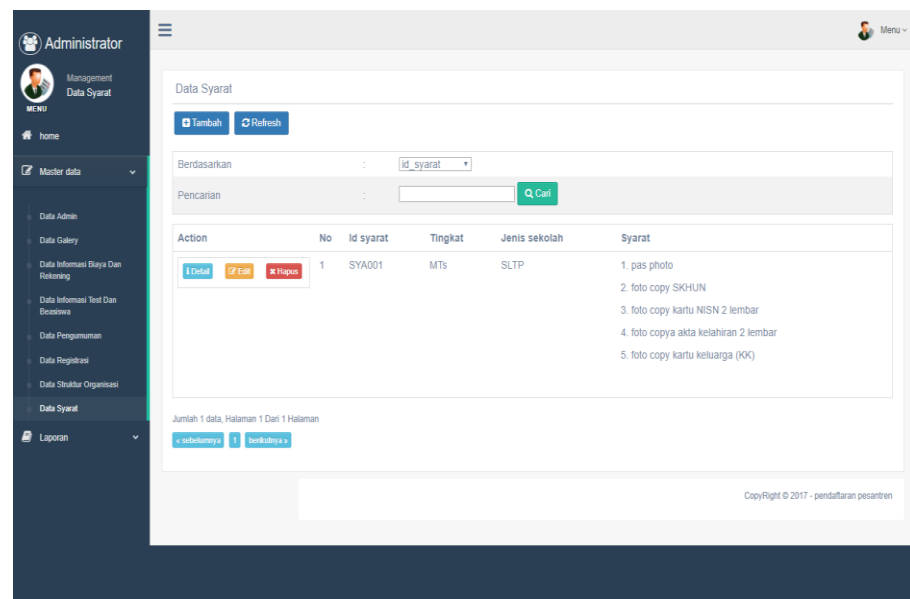 Administrator
Management
Data Syarat
MENU
home
Master data
Data Admin
Data Galery
Data Informasi Biaya Dan
Rekening
Data Informasi Test Dan
Beasiswa
Data Pengumuman
Data Registrasi
Data Struktur Organisasi
Data Syarat
Laporan
Menu
Data Syarat
Tambah Refresh
Berdasarkan : id_syarat
Pencarian : Cari
Action No Id syarat Tingkat Jenis sekolah Syarat
Detail Edit Hapus 1 SYA001 MTs SLTP 1. pas photo
2. foto copy SKHUN
3. foto copy kartu NISN 2 lembar
4. foto copya akta kelahiran 2 lembar
5. foto copy kartu keluarga (KK)
Jumlah 1 data, Halaman 1 Dari 1 Halaman
« sebelumnya 1 berikutnya »
CopyRight © 2017 - pendaftaran pesantren